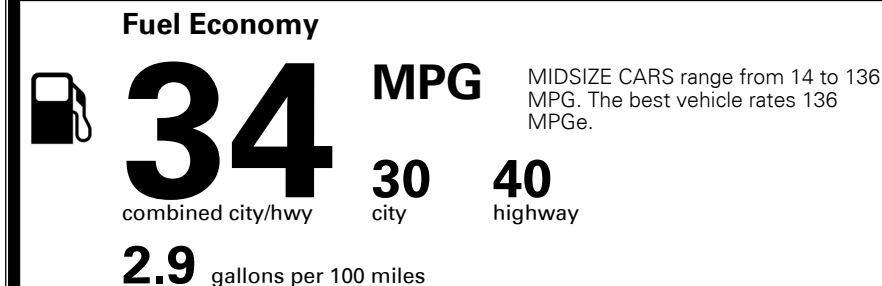 Fuel Economy
34
MPG
MIDSIZE CARS range from 14 to 136
MPG. The best vehicle rates 136
MPGe.
combined city/hwy
30
city
40
highway
2.9 gallons per 100 miles